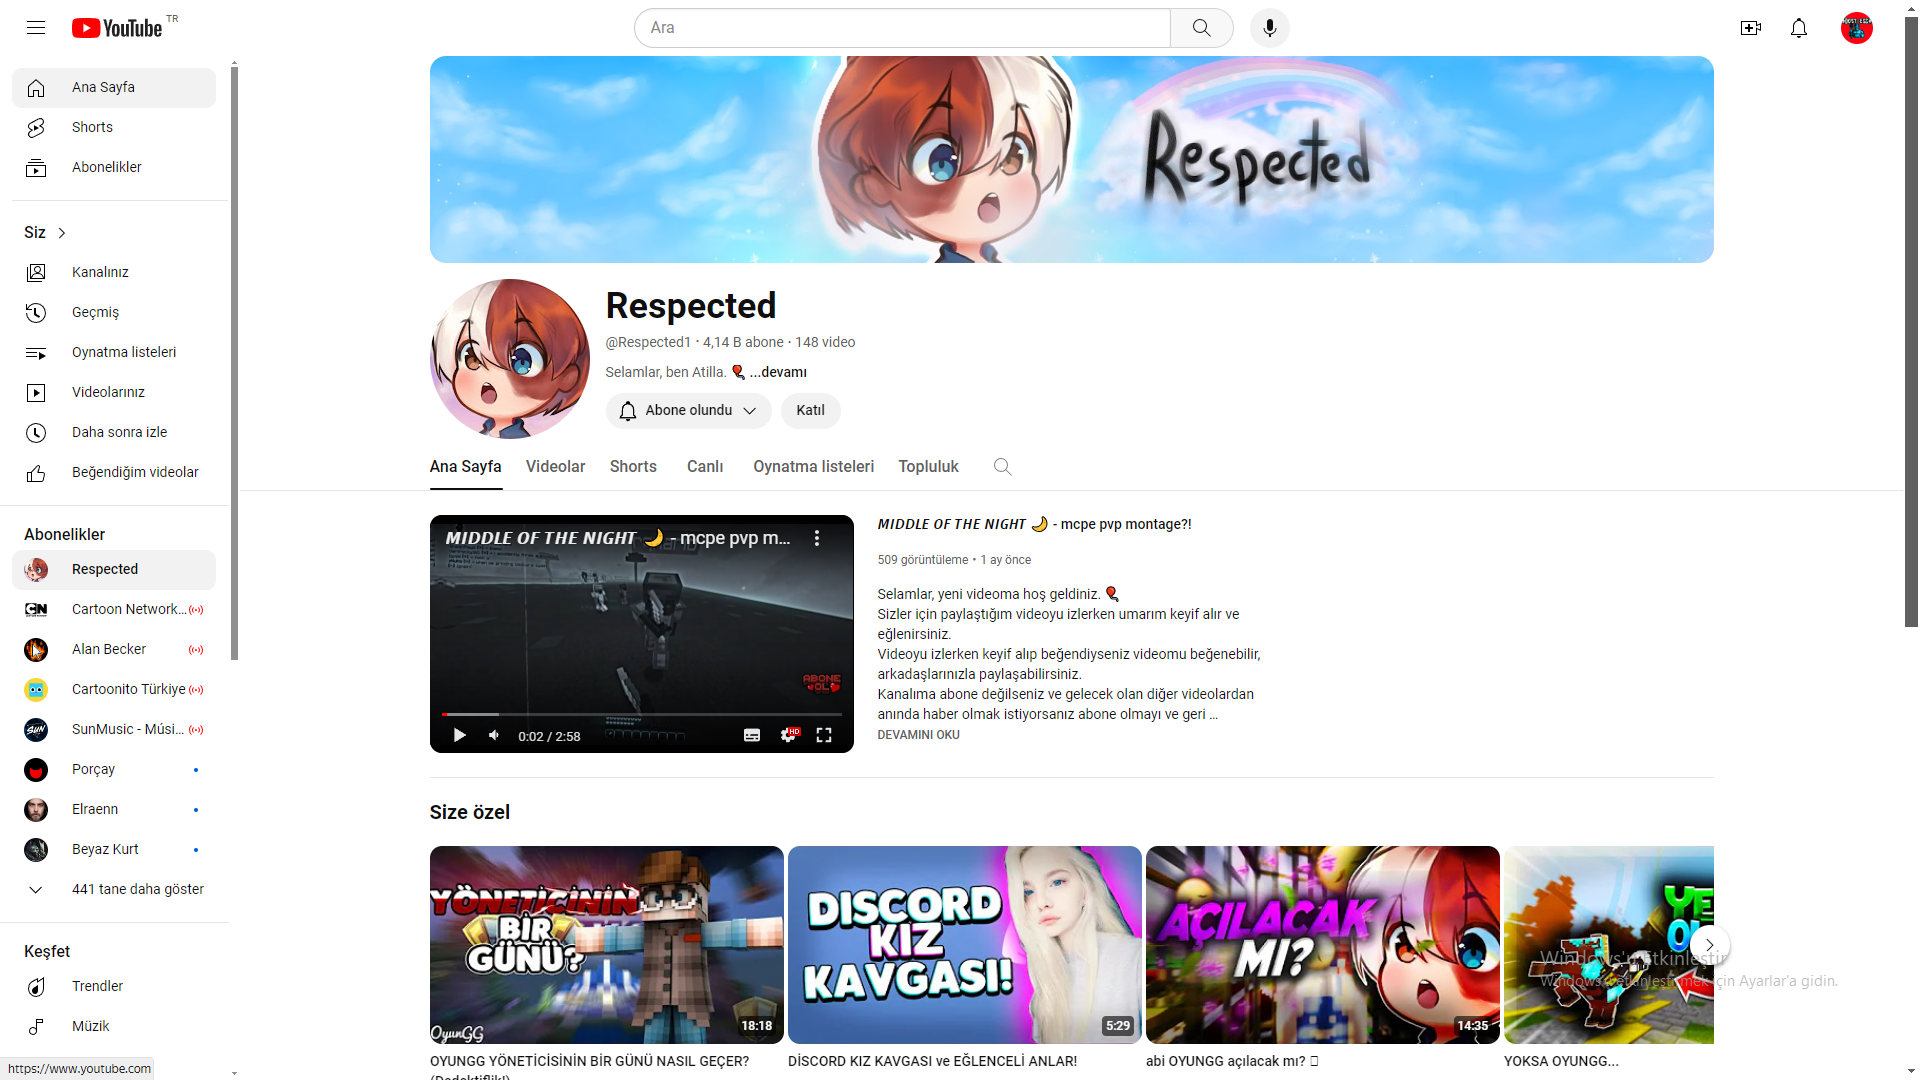 YouTube TR
Ara
Ana Sayfa
Shorts
Abonelikler
Siz
Kanalınız
Geçmiş
Oynatma listeleri
Videolarınız
Daha sonra izle
Beğendiğim videolar
Abonelikler
Respected
CN
Cartoon Network...
Alan Becker
Cartoonito Türkiye
SUN
SunMusic - Músi...
Porçay
Elraenn
Beyaz Kurt
441 tane daha göster
Keşfet
Trendler
Müzik
https://www.youtube.com
Respected
Respected
@Respected1 · 4,14 B abone · 148 video
Selamlar, ben Atilla. 🎈 ...devamı
Abone olundu
Katıl
Ana Sayfa Videolar Shorts Canlı Oynatma listeleri Topluluk
MIDDLE OF THE NIGHT 🌙 - mcpe pvp m...
ABONE
OL
0:02 / 2:58
HD
MIDDLE OF THE NIGHT 🌙 - mcpe pvp montage?!
509 görüntüleme · 1 ay önce
Selamlar, yeni videoma hoş geldiniz. 🎈
Sizler için paylaştığım videoyu izlerken umarım keyif alır ve
eğlenirsiniz.
Videoyu izlerken keyif alıp beğendiyseniz videomu beğenebilir,
arkadaşlarınızla paylaşabilirsiniz.
Kanalıma abone değilseniz ve gelecek olan diğer videolardan
anında haber olmak istiyorsanız abone olmayı ve geri ...
DEVAMINI OKU
Size özel
YÖNETİCİNİN
BİR
GÜNÜ?
OyunGG
18:18
OYUNGG YÖNETİCİSİNİN BİR GÜNÜ NASIL GEÇER?
(Dedektiflik!)
DISCORD
KIZ
KAVGASI!
5:29
DİSCORD KIZ KAVGASI ve EĞLENCELİ ANLAR!
AÇILACAK
MI?
14:35
abi OYUNGG açılacak mı?
YE
YOKSA OYUNGG...
Windows'u Etkinleştir
Windows'u etkinleştirmek için Ayarlar'a gidin.